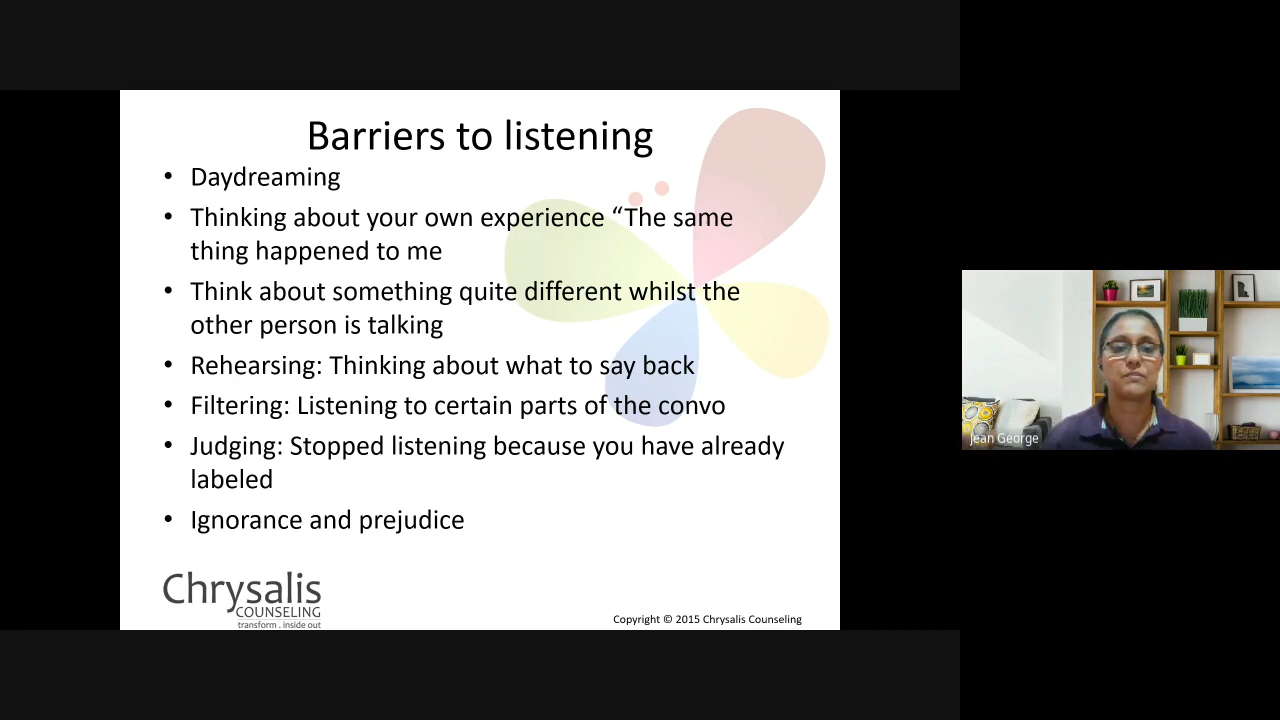 Barriers to listening
• Daydreaming
• Thinking about your own experience “The same
thing happened to me
• Think about something quite different whilst the
other person is talking
• Rehearsing: Thinking about what to say back
• Filtering: Listening to certain parts of the convo
• Judging: Stopped listening because you have already
labeled
• Ignorance and prejudice
Chrysalis
COUNSELING
transform . inside out
Copyright © 2015 Chrysalis Counseling
Jean George